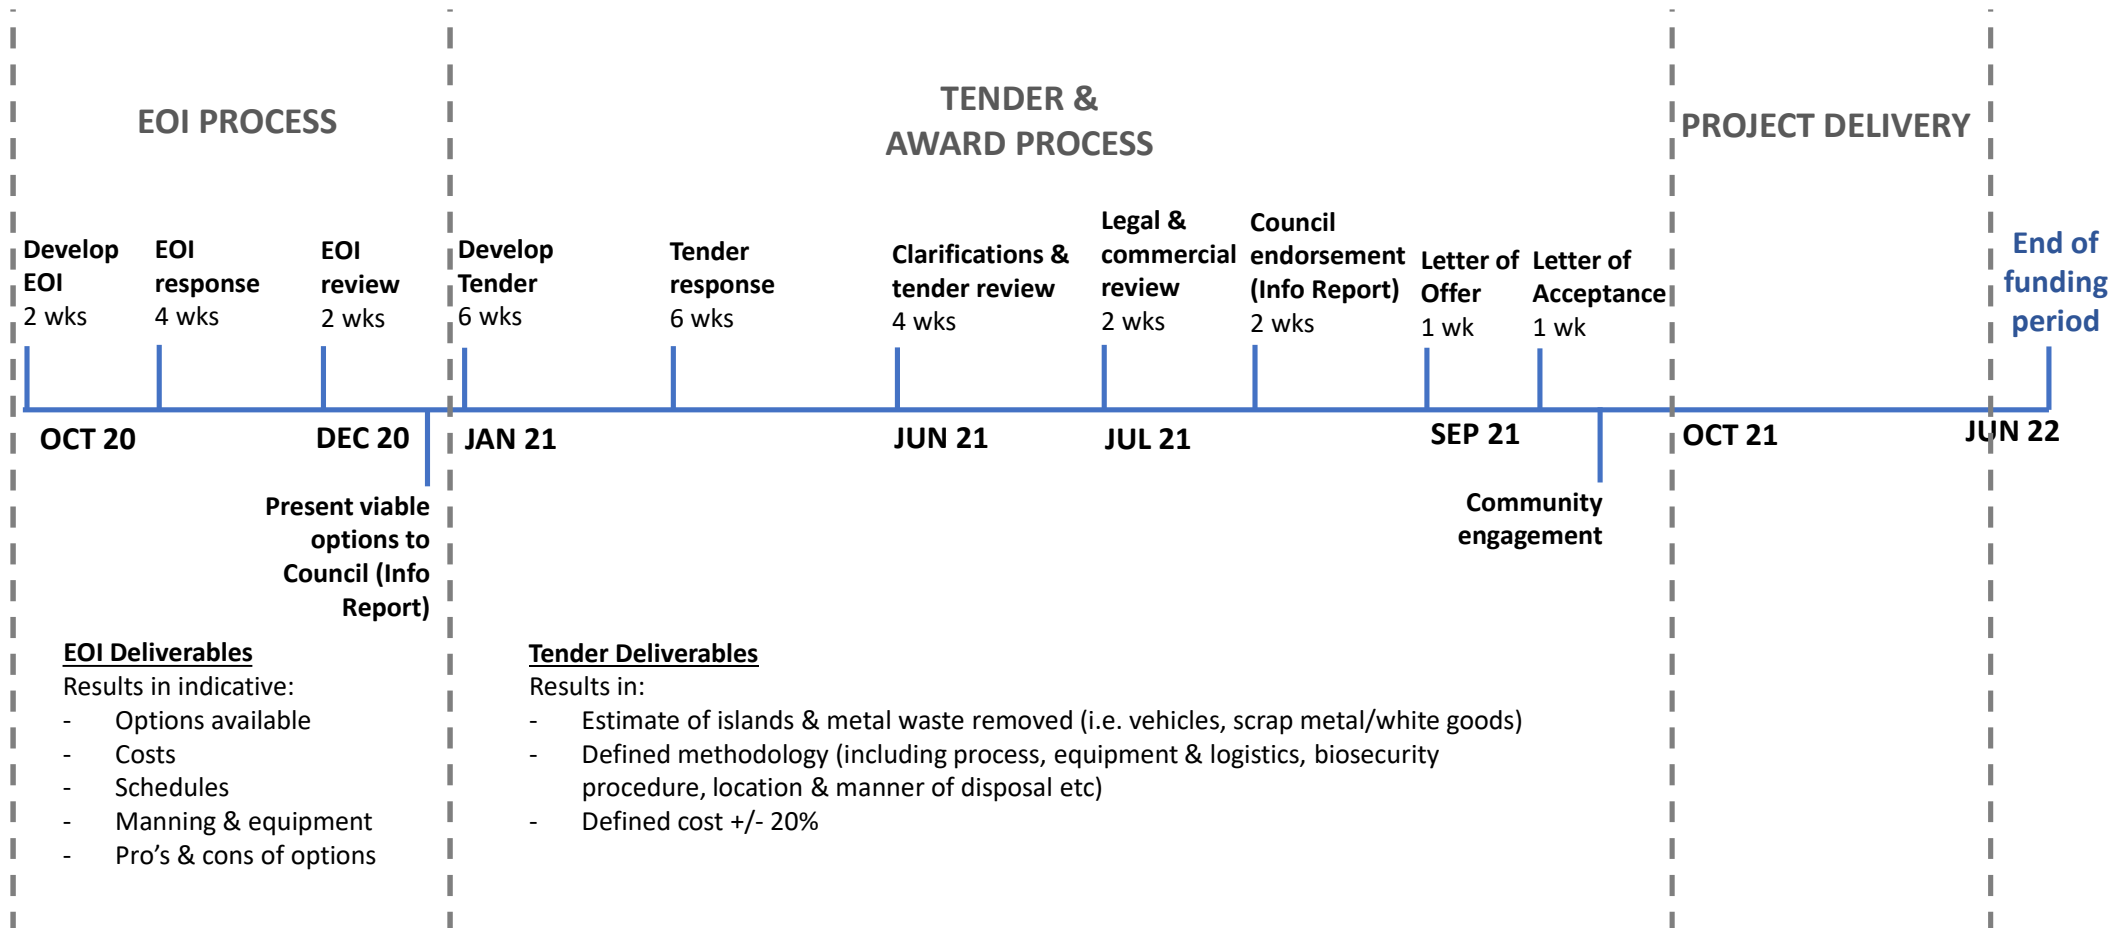 EOI PROCESS
TENDER &
AWARD PROCESS
PROJECT DELIVERY
Develop
EOI
2 wks
EOI
response
4 wks
EOI
review
2 wks
Develop
Tender
6 wks
Tender
response
6 wks
Clarifications &
tender review
4 wks
Legal &
commercial
review
2 wks
Council
endorsement
(Info Report)
2 wks
Letter of
Offer
1 wk
Letter of
Acceptance
1 wk
End of
funding
period
OCT 20
DEC 20
JAN 21
JUN 21
JUL 21
SEP 21
OCT 21
JUN 22
Present viable
options to
Council (Info
Report)
Community
engagement
EOI Deliverables
Results in indicative:
- Options available
- Costs
- Schedules
- Manning & equipment
- Pro’s & cons of options
Tender Deliverables
Results in:
- Estimate of islands & metal waste removed (i.e. vehicles, scrap metal/white goods)
- Defined methodology (including process, equipment & logistics, biosecurity
procedure, location & manner of disposal etc)
- Defined cost +/- 20%